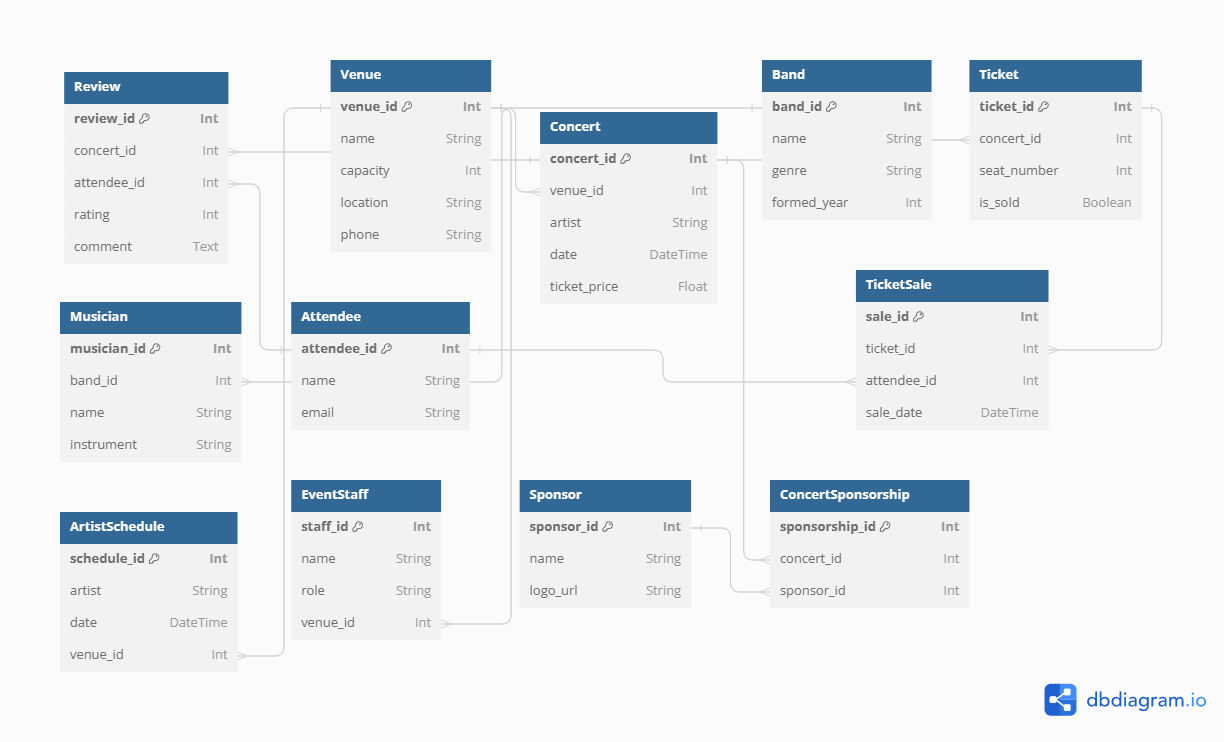 Review
review_id Int
concert_id Int
attendee_id Int
rating Int
comment Text
Venue
venue_id Int
name String
capacity Int
location String
phone String
Concert
concert_id Int
venue_id Int
artist String
date DateTime
ticket_price Float
Band
band_id Int
name String
genre String
formed_year Int
Ticket
ticket_id Int
concert_id Int
seat_number Int
is_sold Boolean
Musician
musician_id Int
band_id Int
name String
instrument String
Attendee
attendee_id Int
name String
email String
TicketSale
sale_id Int
ticket_id Int
attendee_id Int
sale_date DateTime
ArtistSchedule
schedule_id Int
artist String
date DateTime
venue_id Int
EventStaff
staff_id Int
name String
role String
venue_id Int
Sponsor
sponsor_id Int
name String
logo_url String
ConcertSponsorship
sponsorship_id Int
concert_id Int
sponsor_id Int
dbdiagram.io